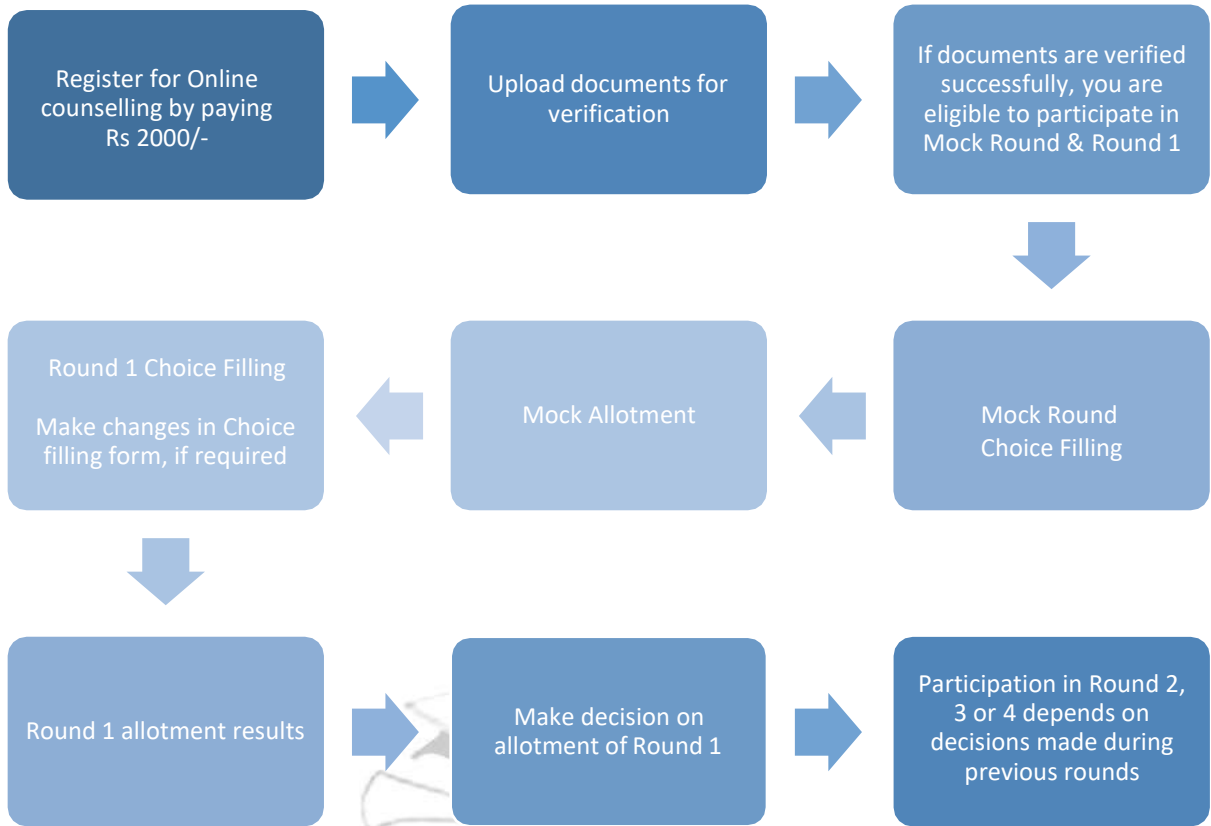 Register for Online
counselling by paying
Rs 2000/-
Upload documents for
verification
If documents are verified
successfully, you are
eligible to participate in
Mock Round & Round 1
Mock Round
Choice Filling
Mock Allotment
Round 1 Choice Filling
Make changes in Choice
filling form, if required
Round 1 allotment results
Make decision on
allotment of Round 1
Participation in Round 2,
3 or 4 depends on
decisions made during
previous rounds